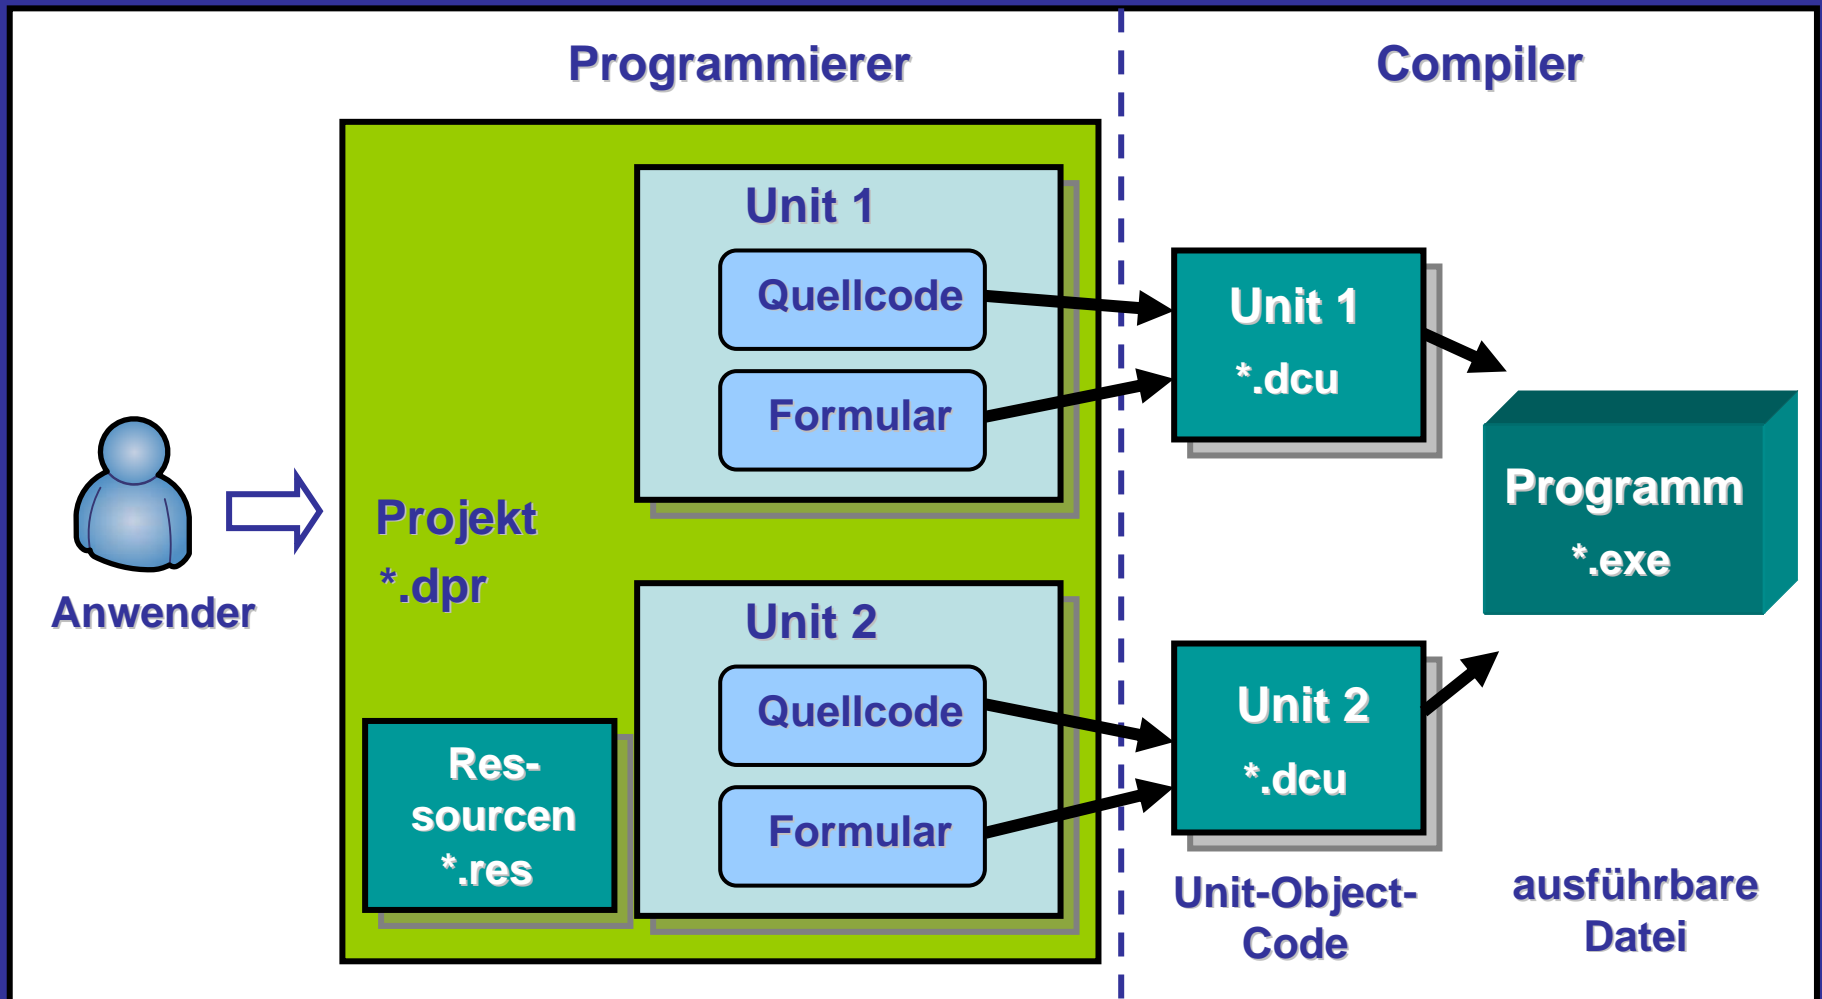 Programmierer
Compiler
Unit 1
Quellcode
Formular
Projekt
*.dpr
Anwender
Unit 2
Quellcode
Formular
Res-
sourcen
*.res
Unit 1
*.dcu
Unit 2
*.dcu
Unit-Object-
Code
Programm
*.exe
ausführbare
Datei